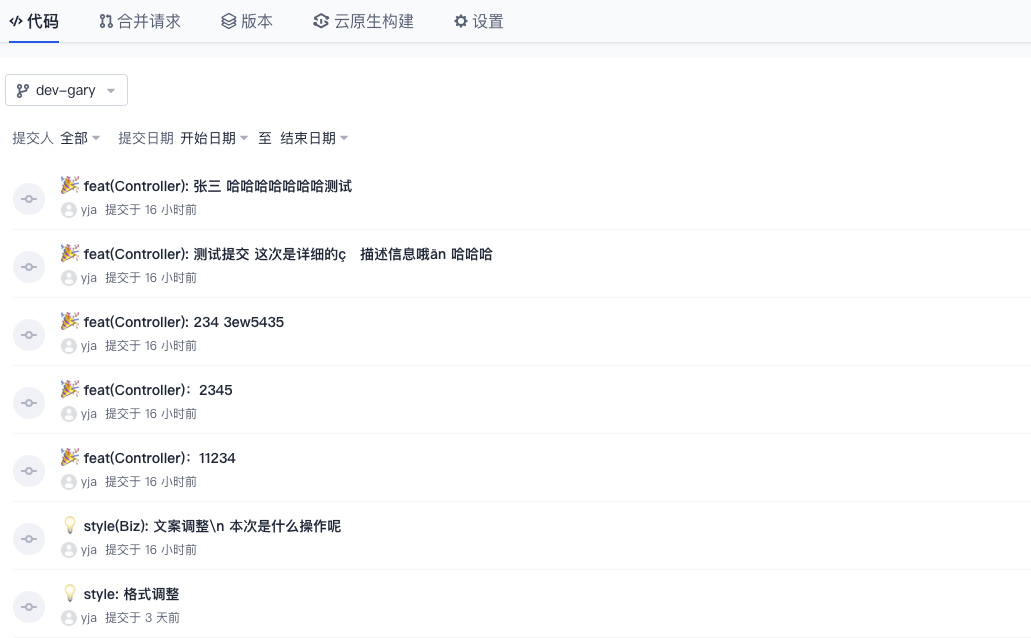 代码 合并请求 版本 云原生构建 设置
dev-gary
提交人 全部 提交日期 开始日期 至 结束日期
🎉 feat(Controller): 张三 哈哈哈哈哈哈哈测试
yja 提交于 16 小时前
🎉 feat(Controller): 测试提交 这次是详细的ç 描述信息哦än 哈哈哈
yja 提交于 16 小时前
🎉 feat(Controller): 234 3ew5435
yja 提交于 16 小时前
🎉 feat(Controller)：2345
yja 提交于 16 小时前
🎉 feat(Controller)：11234
yja 提交于 16 小时前
💡 style(Biz): 文案调整\n 本次是什么操作呢
yja 提交于 16 小时前
💡 style: 格式调整
yja 提交于 3 天前